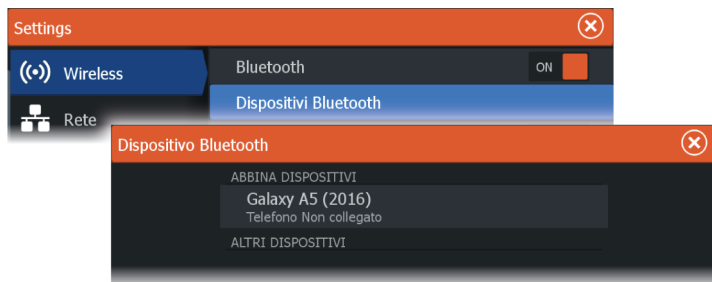 Settings
Wireless
Bluetooth
ON
Dispositivi Bluetooth
Rete
Dispositivo Bluetooth
ABBINA DISPOSITIVI
Galaxy A5 (2016)
Telefono Non collegato
ALTRI DISPOSITIVI